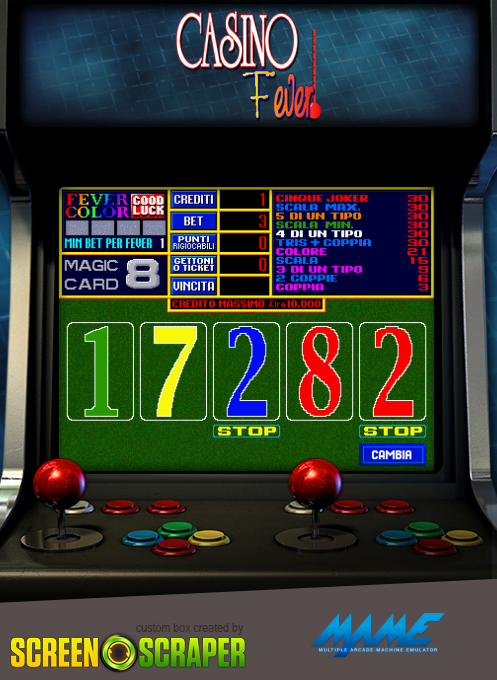 CASINO
Fever!
FEVER
COLOR
GOOD
LUCK
MIN BET PER FEVER 1
MAGIC
CARD
8
CREDITI 1
BET 3
PUNTI
RIGIOCABILI 0
GETTONI
O TICKET 0
VINCITA
CINQUE JOKER 30
SCALA MAX. 30
5 DI UN TIPO 30
SCALA MIN. 30
4 DI UN TIPO 30
TRIS + COPPIA 30
COLORE 21
SCALA 15
3 DI UN TIPO 9
2 COPPIE 6
COPPIA 3
CREDITO MASSIMO Lire 10.000
1 7 2 8 2
STOP STOP
CAMBIA
custom box created by
SCREEN SCRAPER
MAME
MULTIPLE ARCADE MACHINE EMULATOR